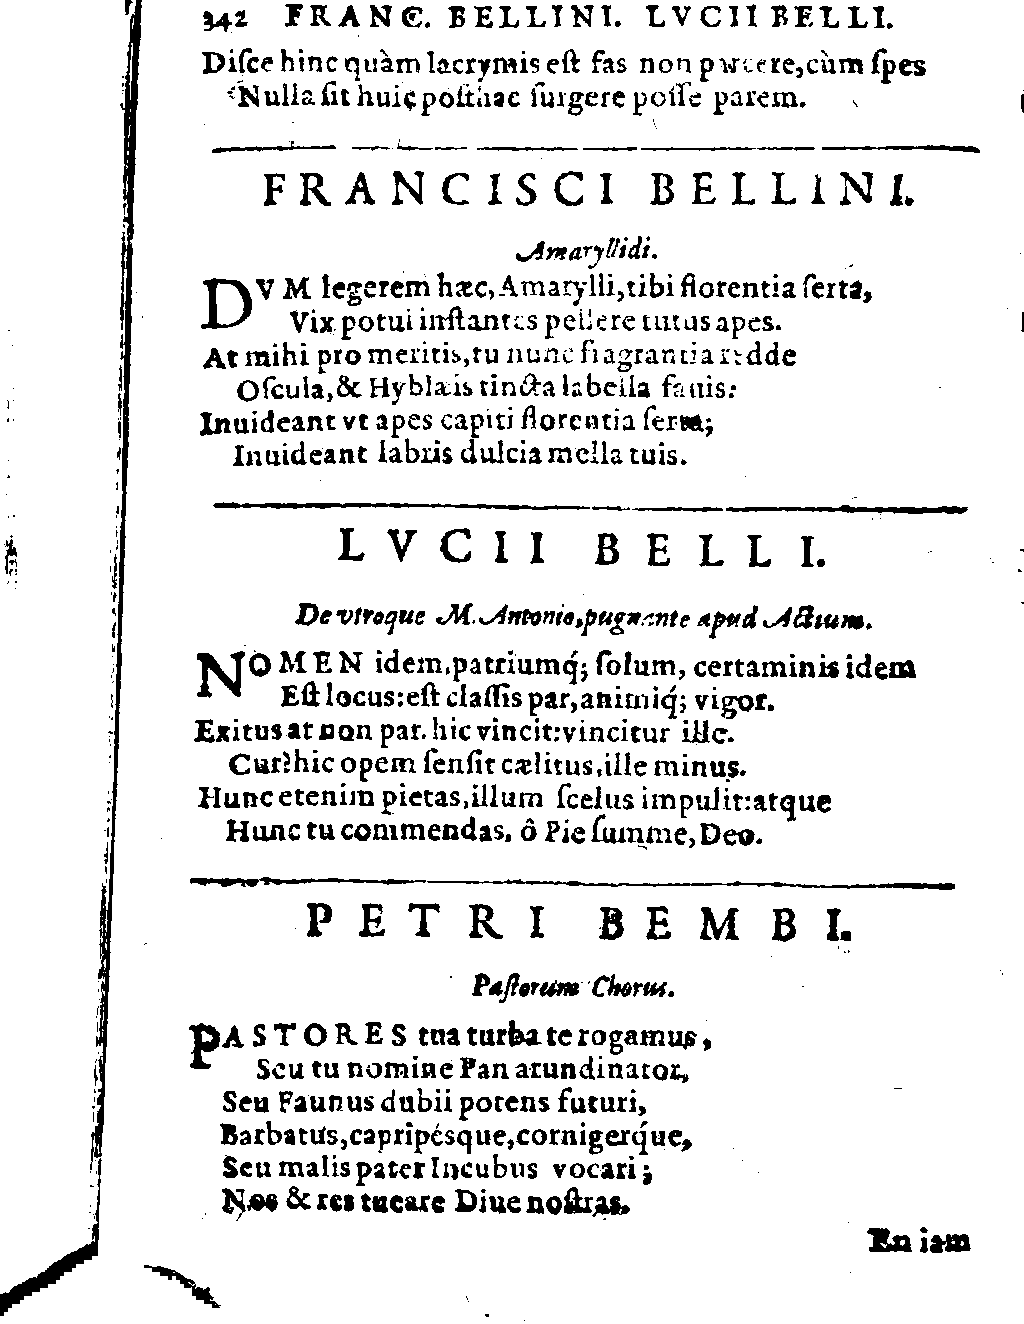 342 FRANC. BELLINI. LVCII BELLI.
Diſce hinc quàm lacrymis eſt fas non parcere, cùm ſpes
Nulla ſit huic poſthac ſurgere poſſe parem.
FRANCISCI BELLINI.
Amaryllidi.
DVM legerem hæc, Amarylli, tibi florentia ſerta,
Vix potui inſtantes pellere tutus apes.
At mihi pro meritis, tu nunc fragrantia redde
Oſcula, & Hyblæis tincta labella fauis:
Inuideant vt apes capiti florentia ſerta;
Inuideant labris dulcia mella tuis.
LVCII BELLI.
De vtroque M. Antonio, pugnante apud Actium.
NOMEN idem, patriumq́; ſolum, certaminis idem
Eſt locus: eſt claſſis par, animiq́; vigor.
Exitus at non par. hic vincit: vincitur ille.
Cur? hic opem ſenſit cælitus, ille minus.
Hunc etenim pietas, illum ſcelus impulit: atque
Hunc tu commendas, ô Pie ſumme, Deo.
PETRI BEMBI.
Paſtorum Chorus.
PASTORES tua turba te rogamus,
Seu tu nomine Pan arundinator,
Seu Faunus dubii potens futuri,
Barbatus, capripésque, cornigerq́ue,
Seu malis pater Incubus vocari;
Nos & res tueare Diue noſtras.
En iam